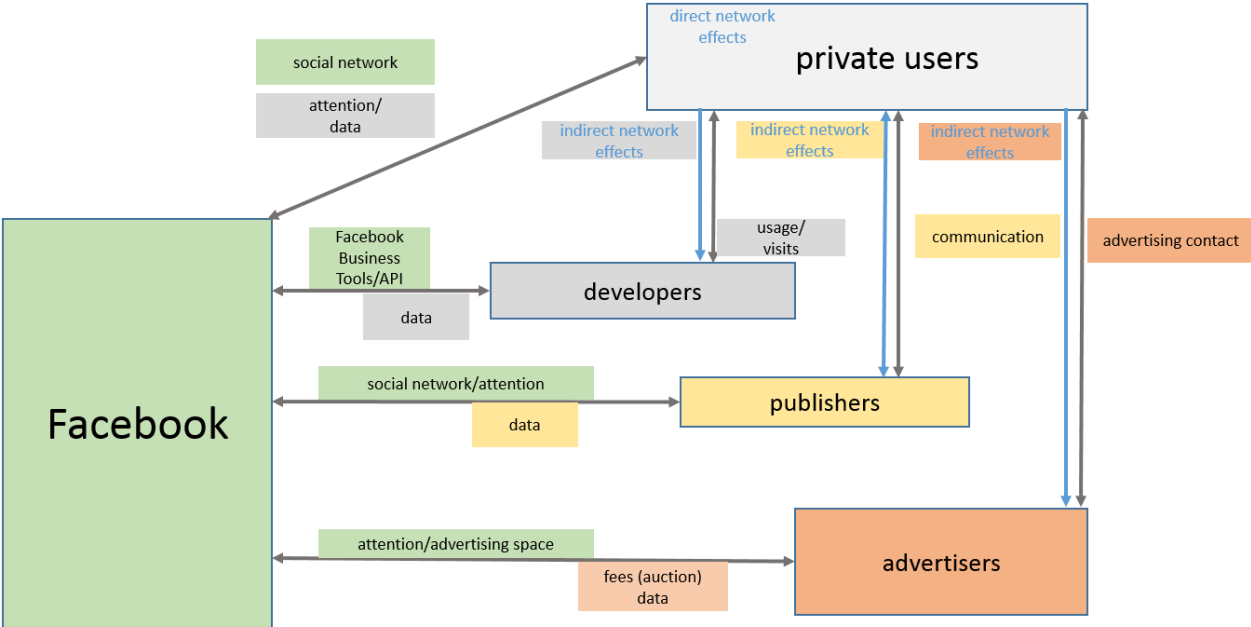 direct network
effects
private users
social network
attention/
data
indirect network
effects
indirect network
effects
indirect network
effects
usage/
visits
communication
advertising contact
Facebook
Business
Tools/API
data
developers
social network/attention
data
publishers
Facebook
attention/advertising space
fees (auction)
data
advertisers